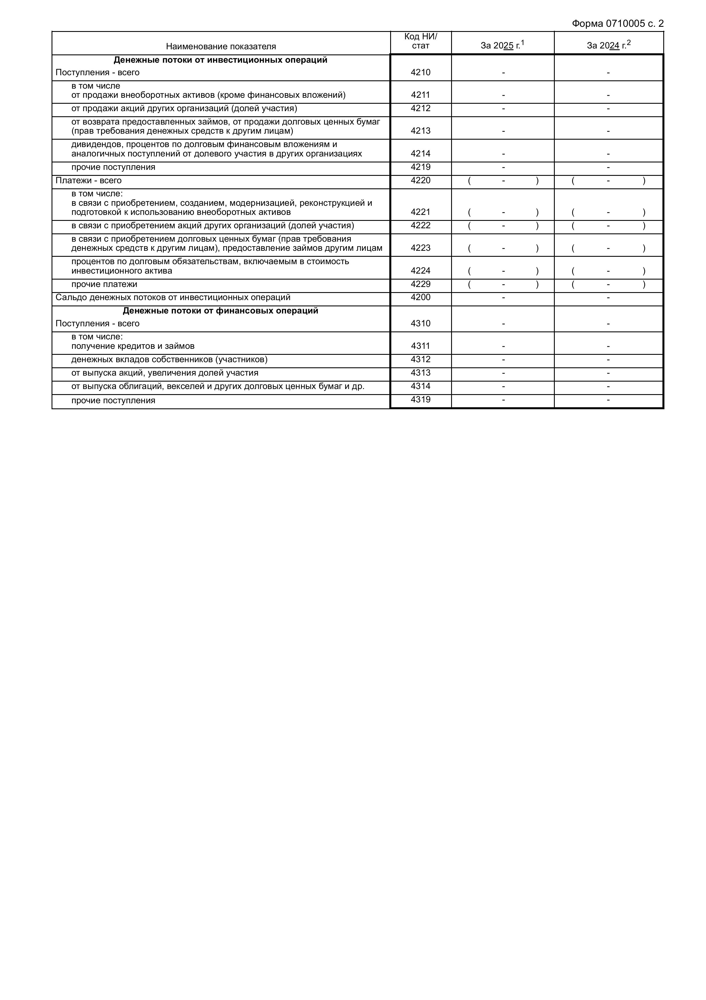 Форма 0710005 с. 2
Наименование показателя
Код НИ/
стат
За 2025 г.1
За 2024 г.2
Денежные потоки от инвестиционных операций
Поступления - всего 4210 - -
в том числе
от продажи внеоборотных активов (кроме финансовых вложений) 4211 - -
от продажи акций других организаций (долей участия) 4212 - -
от возврата предоставленных займов, от продажи долговых ценных бумаг
(прав требования денежных средств к другим лицам) 4213 - -
дивидендов, процентов по долговым финансовым вложениям и
аналогичных поступлений от долевого участия в других организациях 4214 - -
прочие поступления 4219 - -
Платежи - всего 4220 ( - ) ( - )
в том числе:
в связи с приобретением, созданием, модернизацией, реконструкцией и
подготовкой к использованию внеоборотных активов 4221 ( - ) ( - )
в связи с приобретением акций других организаций (долей участия) 4222 ( - ) ( - )
в связи с приобретением долговых ценных бумаг (прав требования
денежных средств к другим лицам), предоставление займов другим лицам 4223 ( - ) ( - )
процентов по долговым обязательствам, включаемым в стоимость
инвестиционного актива 4224 ( - ) ( - )
прочие платежи 4229 ( - ) ( - )
Сальдо денежных потоков от инвестиционных операций 4200 - -
Денежные потоки от финансовых операций
Поступления - всего 4310 - -
в том числе:
получение кредитов и займов 4311 - -
денежных вкладов собственников (участников) 4312 - -
от выпуска акций, увеличения долей участия 4313 - -
от выпуска облигаций, векселей и других долговых ценных бумаг и др. 4314 - -
прочие поступления 4319 - -